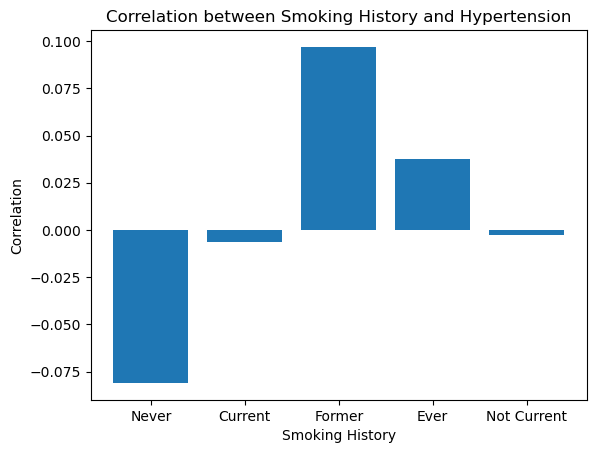 Correlation between Smoking History and Hypertension
0.100
0.075
0.050
0.025
0.000
−0.025
−0.050
−0.075
Correlation
Never Current Former Ever Not Current
Smoking History